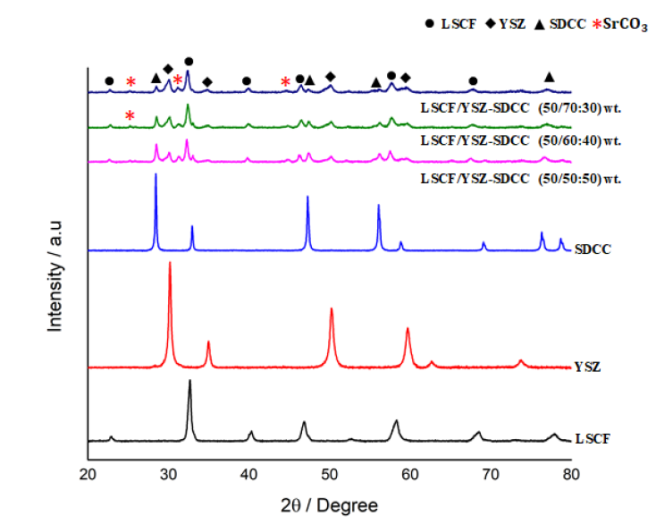 LSCF YSZ SDCC *SrCO3
LSCF/YSZ-SDCC (50/70:30) wt.
LSCF/YSZ-SDCC (50/60:40) wt.
LSCF/YSZ-SDCC (50/50:50) wt.
SDCC
YSZ
LSCF
Intensity / a.u
20 30 40 50 60 70 80
2θ / Degree